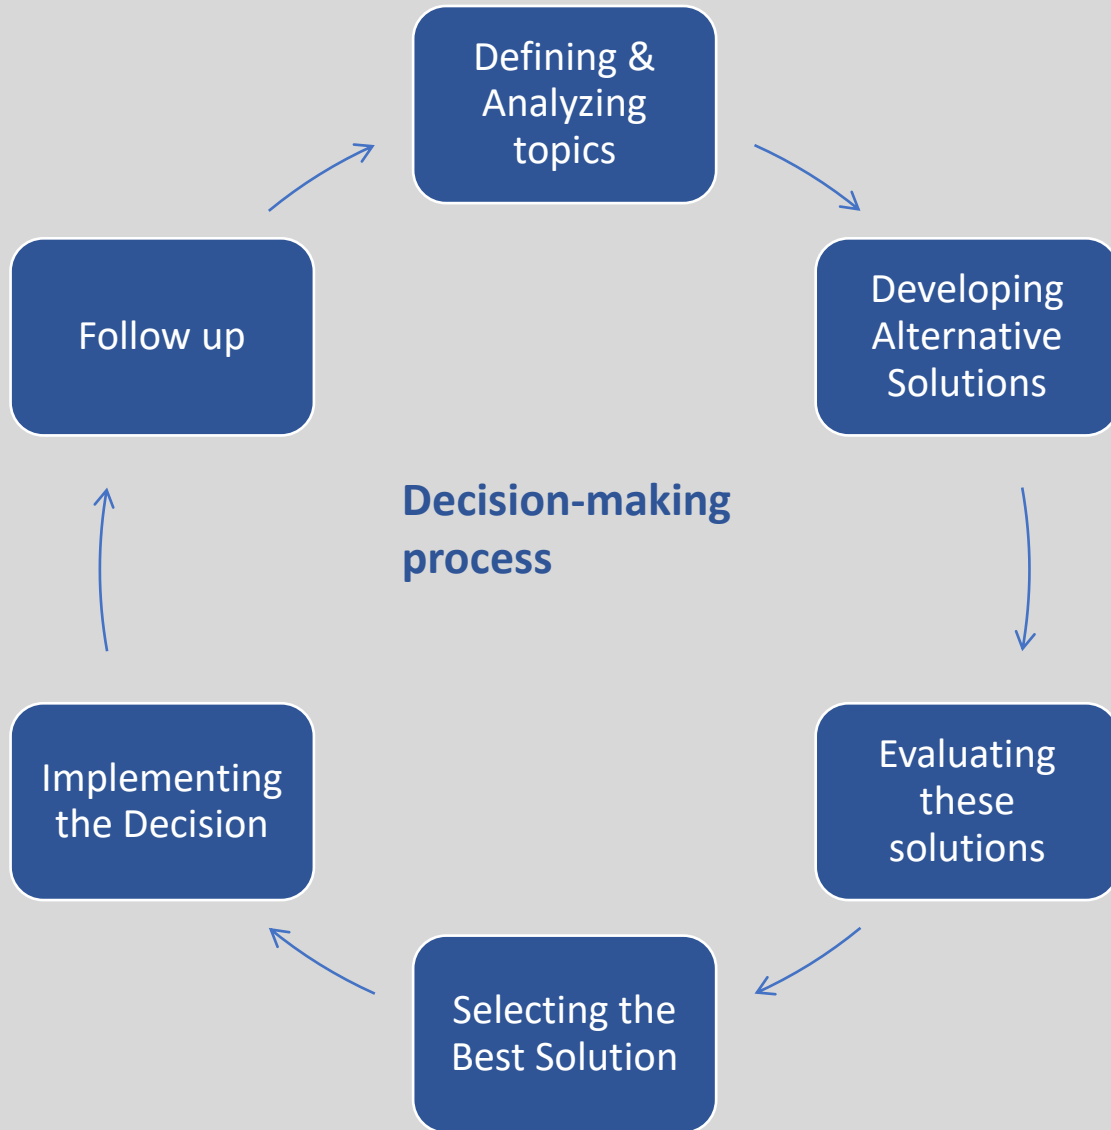 Defining &
Analyzing
topics
Developing
Alternative
Solutions
Evaluating
these
solutions
Selecting the
Best Solution
Implementing
the Decision
Follow up
Decision-making
process